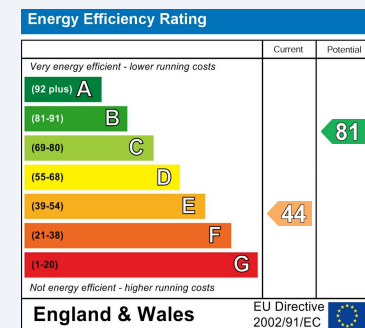 Energy Efficiency Rating
Current Potential
Very energy efficient - lower running costs
(92 plus) A
(81-91) B
81
(69-80) C
(55-68) D
(39-54) E
44
(21-38) F
(1-20) G
Not energy efficient - higher running costs
England & Wales
EU Directive
2002/91/EC